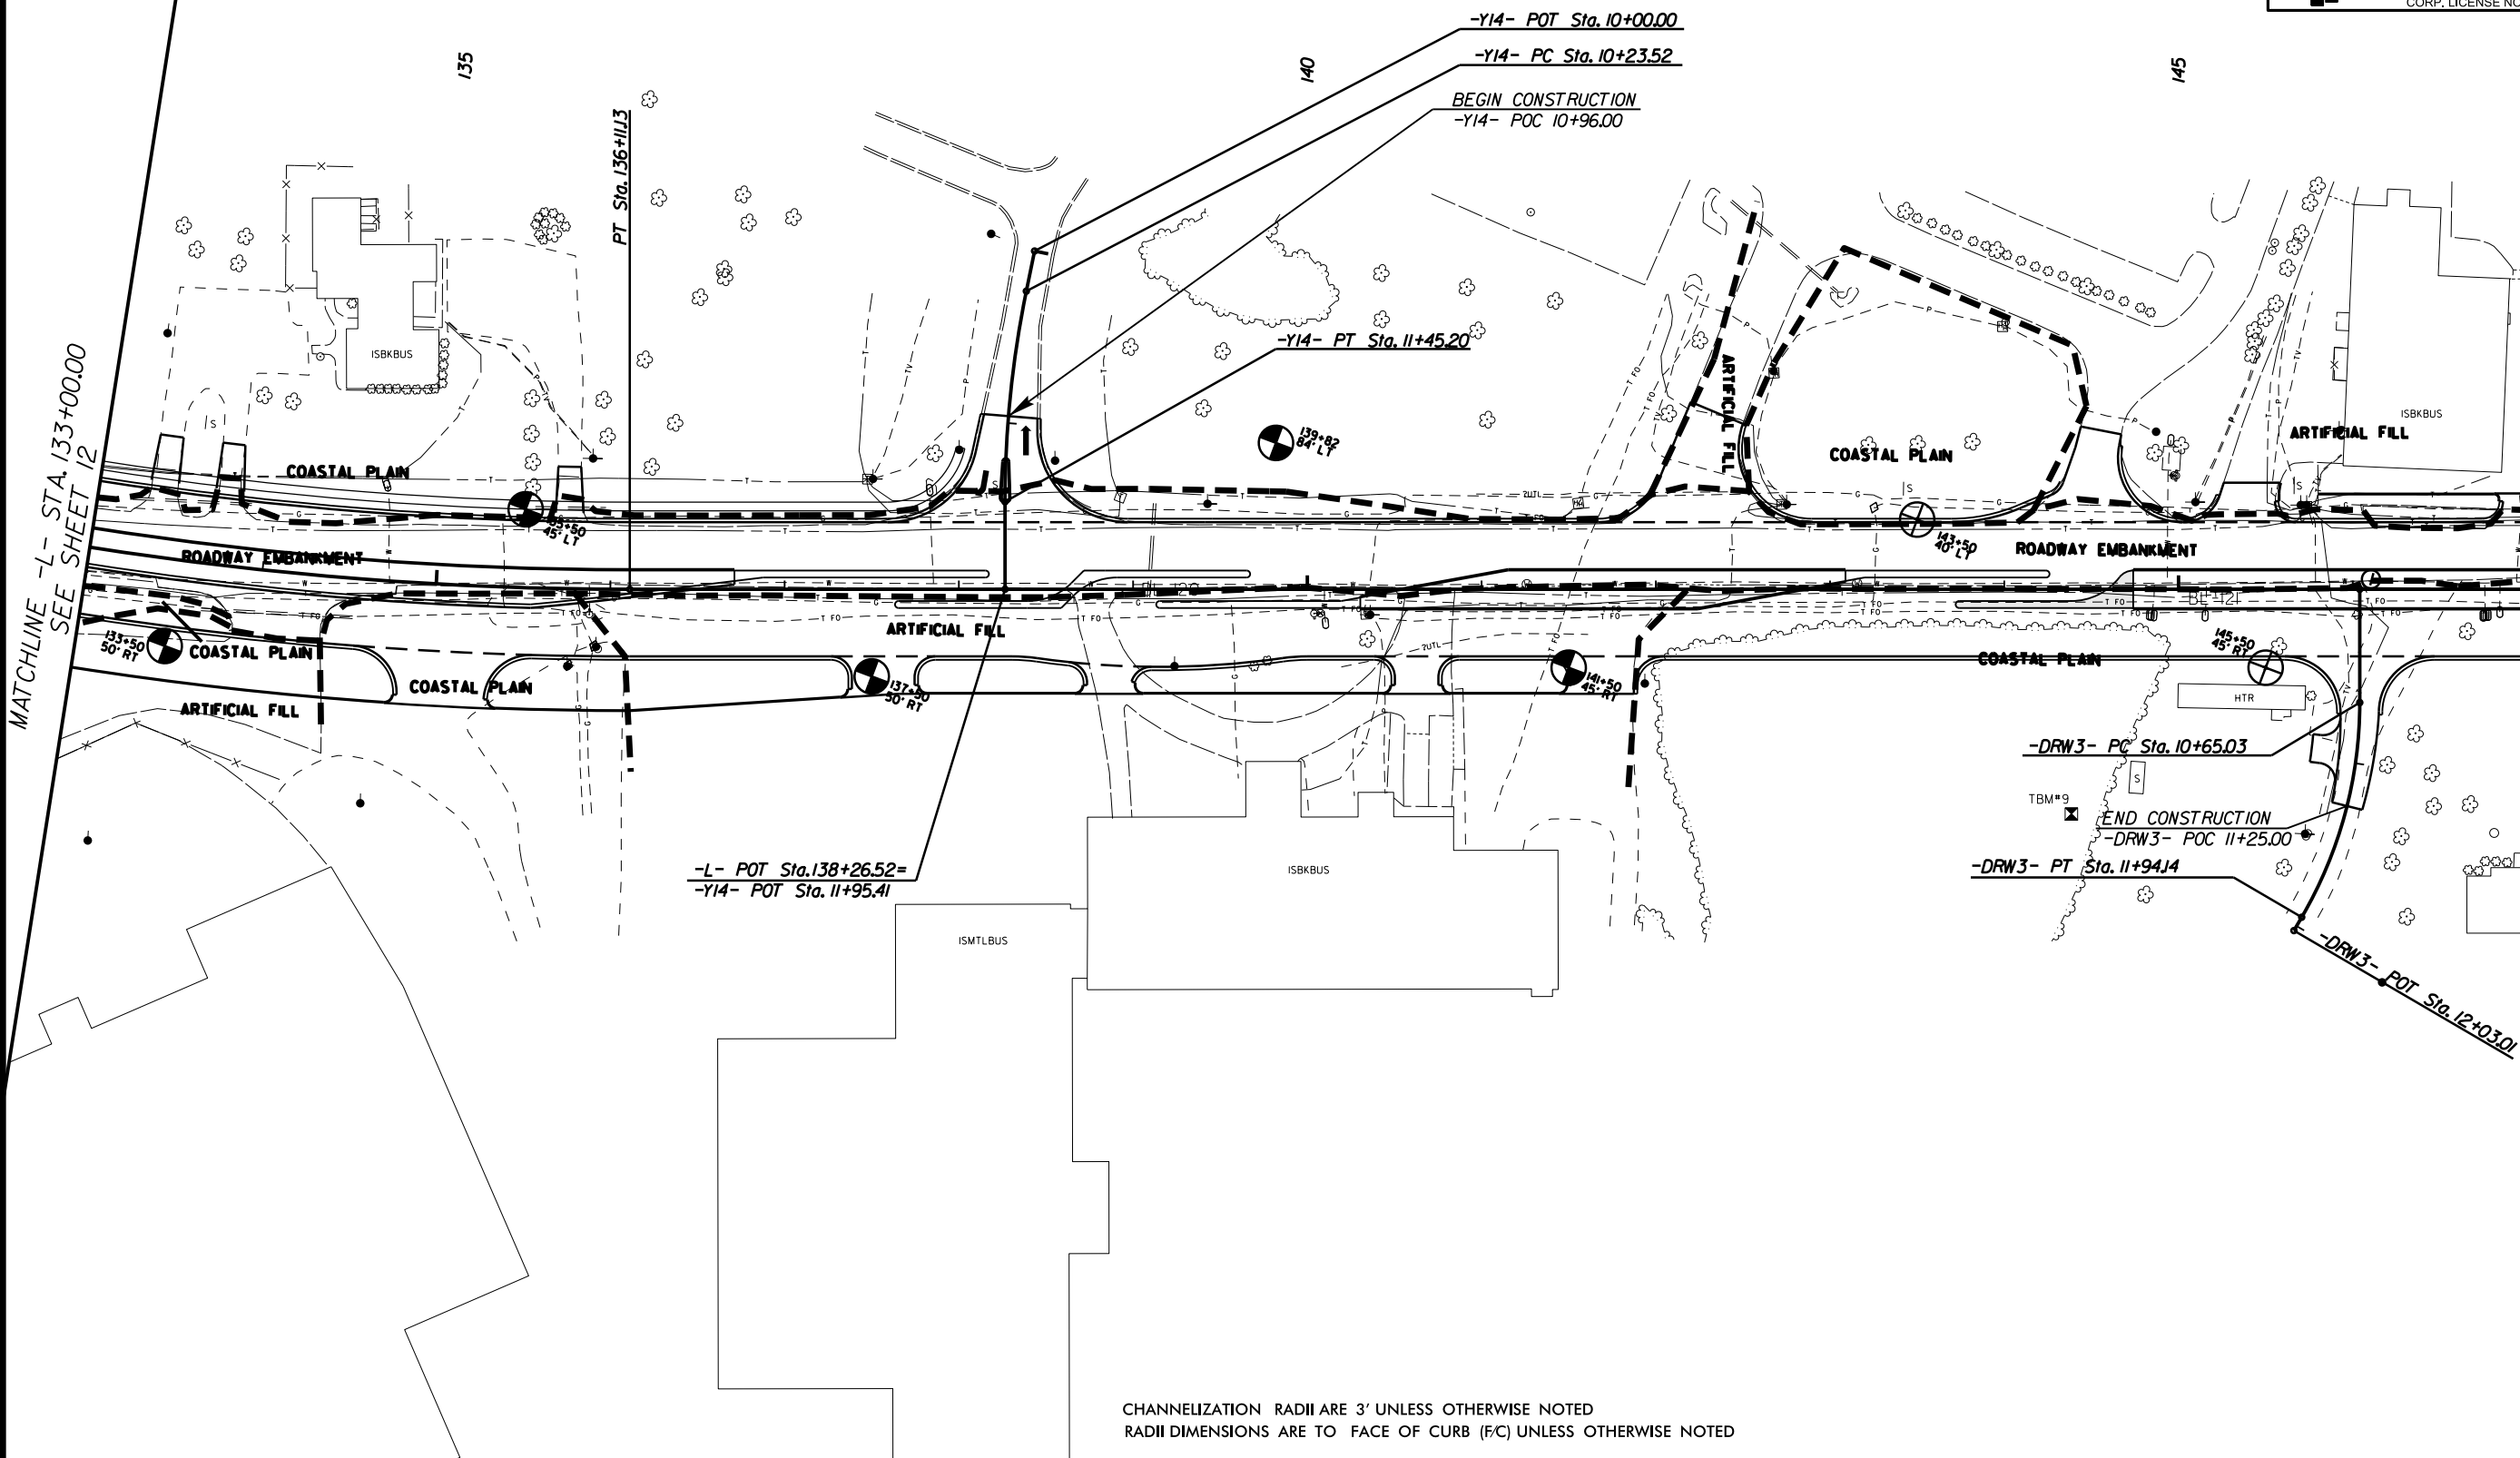 CORP. LICENSE NO
-Y14- POT Sta. 10+00.00
-Y14- PC Sta. 10+23.52
BEGIN CONSTRUCTION
-Y14- POC 10+96.00
135
140
145
PT Sta. 136+11.13
-Y14- PT Sta. 11+45.20
MATCHLINE -L- STA. 133+00.00
SEE SHEET 12
ISBKBUS
COASTAL PLAIN
139+82
84' LT
ARTIFICIAL FILL
COASTAL PLAIN
ISBKBUS
ARTIFICIAL FILL
45' LT
ROADWAY EMBANKMENT
143+50
40' LT
ROADWAY EMBANKMENT
133+50
50' RT
COASTAL PLAIN
ARTIFICIAL FILL
COASTAL PLAIN
ARTIFICIAL FILL
137+50
50' RT
141+50
45' RT
COASTAL PLAIN
145+50
45' RT
HTR
-DRW3- PC Sta. 10+65.03
S
TBM#9
END CONSTRUCTION
-DRW3- POC 11+25.00
-DRW3- PT Sta. 11+94.14
-DRW3- POT Sta. 12+03.01
-L- POT Sta. 138+26.52=
-Y14- POT Sta. 11+95.41
ISBKBUS
ISMTLBUS
CHANNELIZATION RADII ARE 3' UNLESS OTHERWISE NOTED
RADII DIMENSIONS ARE TO FACE OF CURB (F/C) UNLESS OTHERWISE NOTED